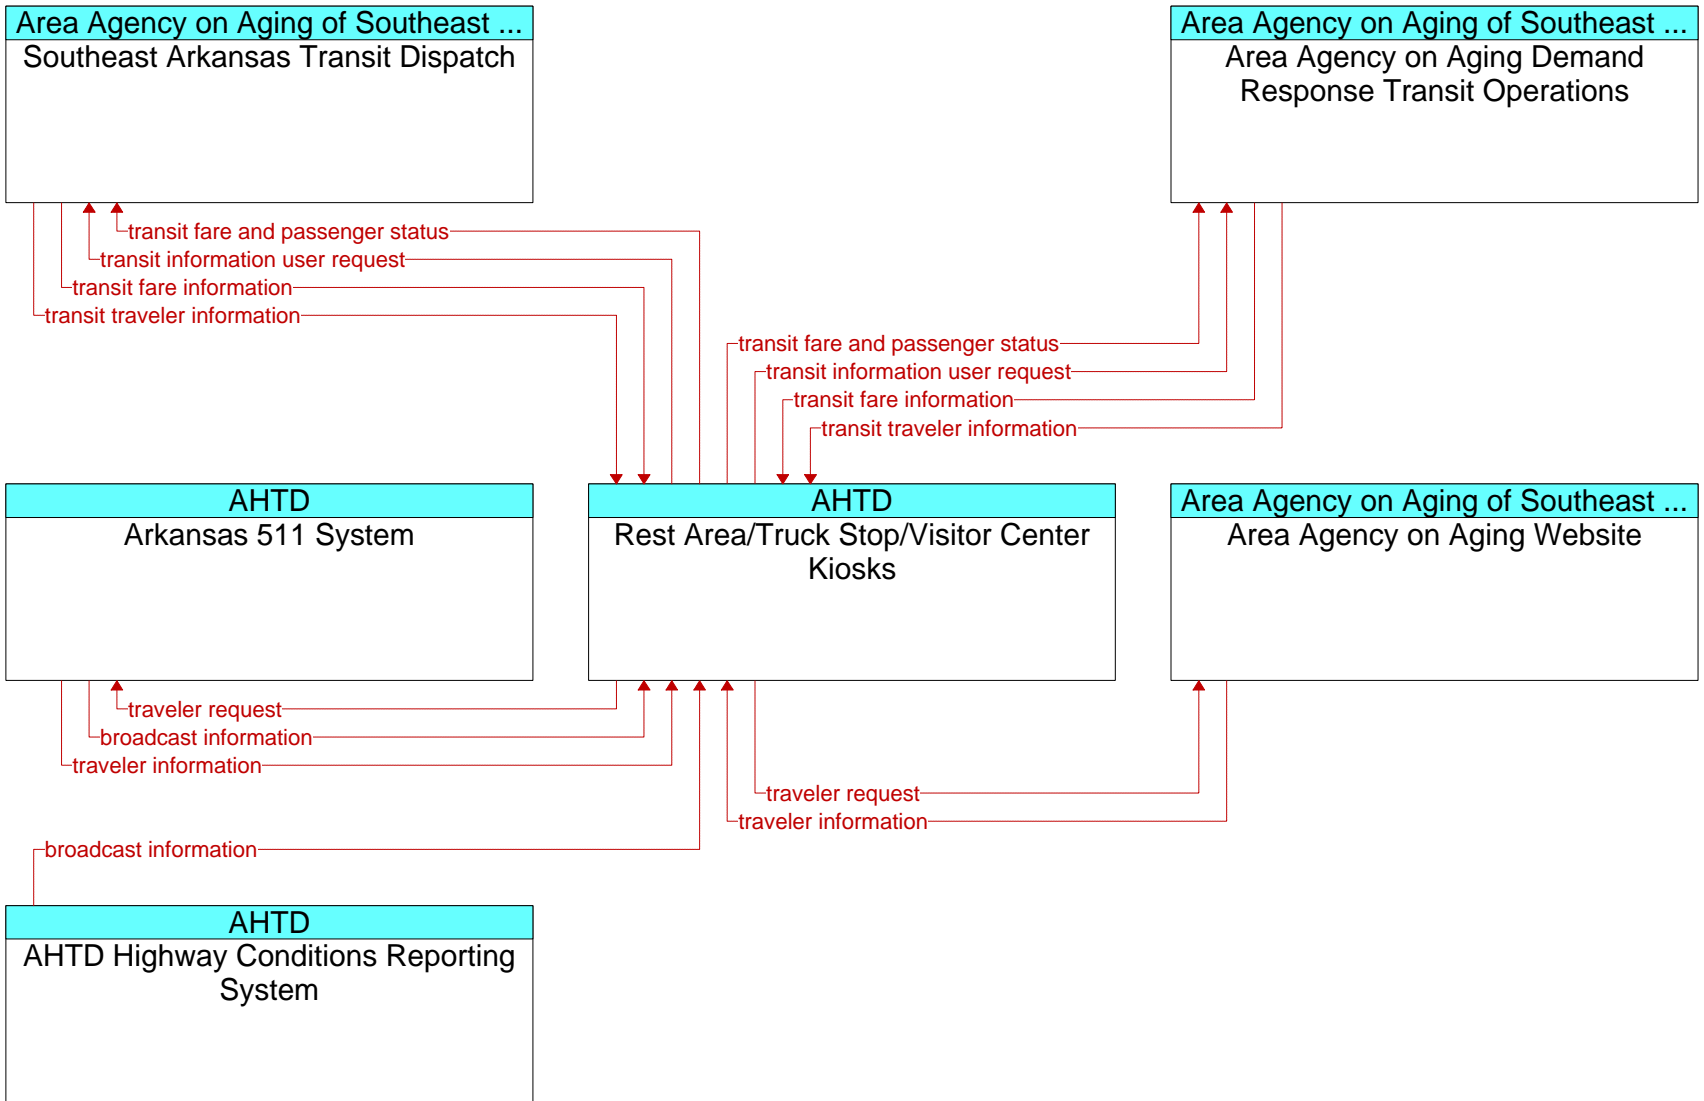 Area Agency on Aging of Southeast ...
Southeast Arkansas Transit Dispatch
Area Agency on Aging of Southeast ...
Area Agency on Aging Demand
Response Transit Operations
transit fare and passenger status
transit information user request
transit fare information
transit traveler information
transit fare and passenger status
transit information user request
transit fare information
transit traveler information
AHTD
Arkansas 511 System
AHTD
Rest Area/Truck Stop/Visitor Center
Kiosks
Area Agency on Aging of Southeast ...
Area Agency on Aging Website
traveler request
broadcast information
traveler information
traveler request
traveler information
broadcast information
AHTD
AHTD Highway Conditions Reporting
System